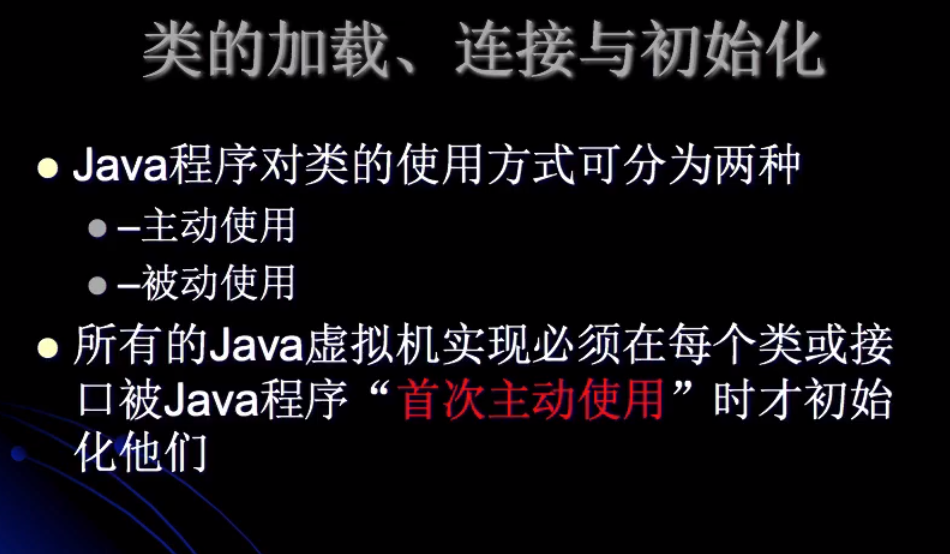 类的加载、连接与初始化
Java程序对类的使用方式可分为两种
–主动使用
–被动使用
所有的Java虚拟机实现必须在每个类或接
口被Java程序“首次主动使用”时才初始
化他们